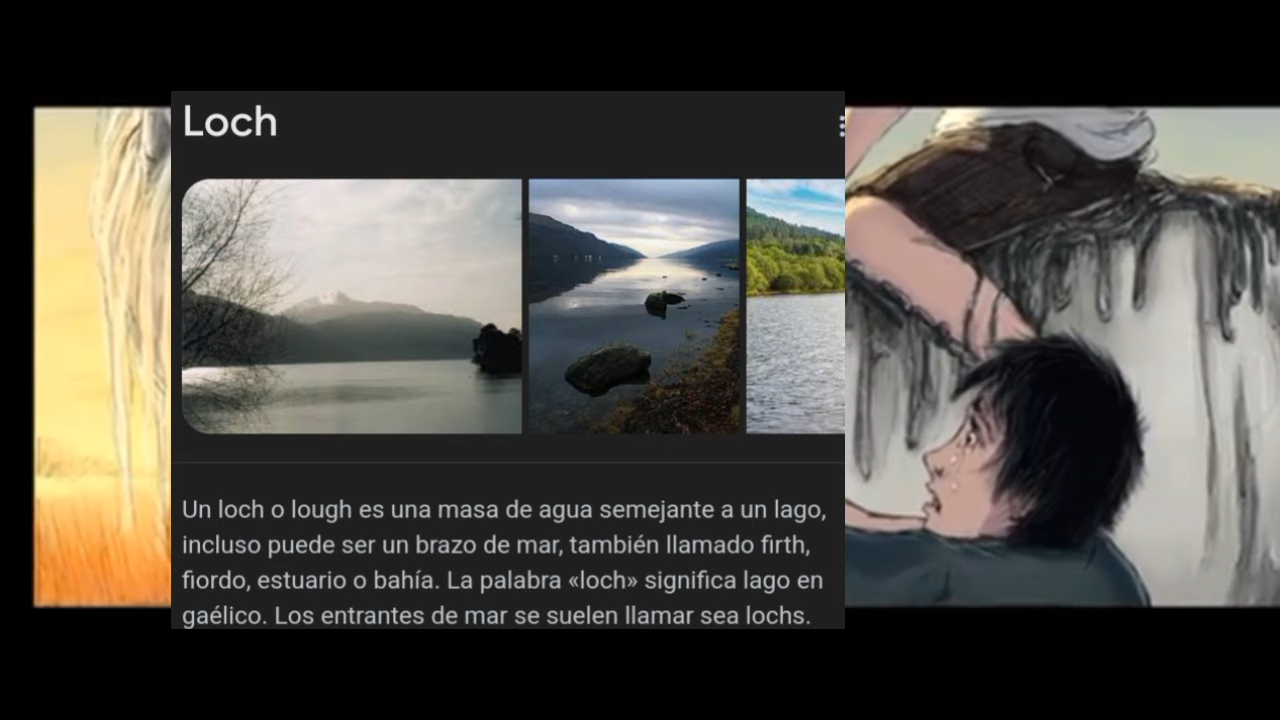 Loch
Un loch o lough es una masa de agua semejante a un lago,
incluso puede ser un brazo de mar, también llamado firth,
fiordo, estuario o bahía. La palabra «loch» significa lago en
gaélico. Los entrantes de mar se suelen llamar sea lochs.